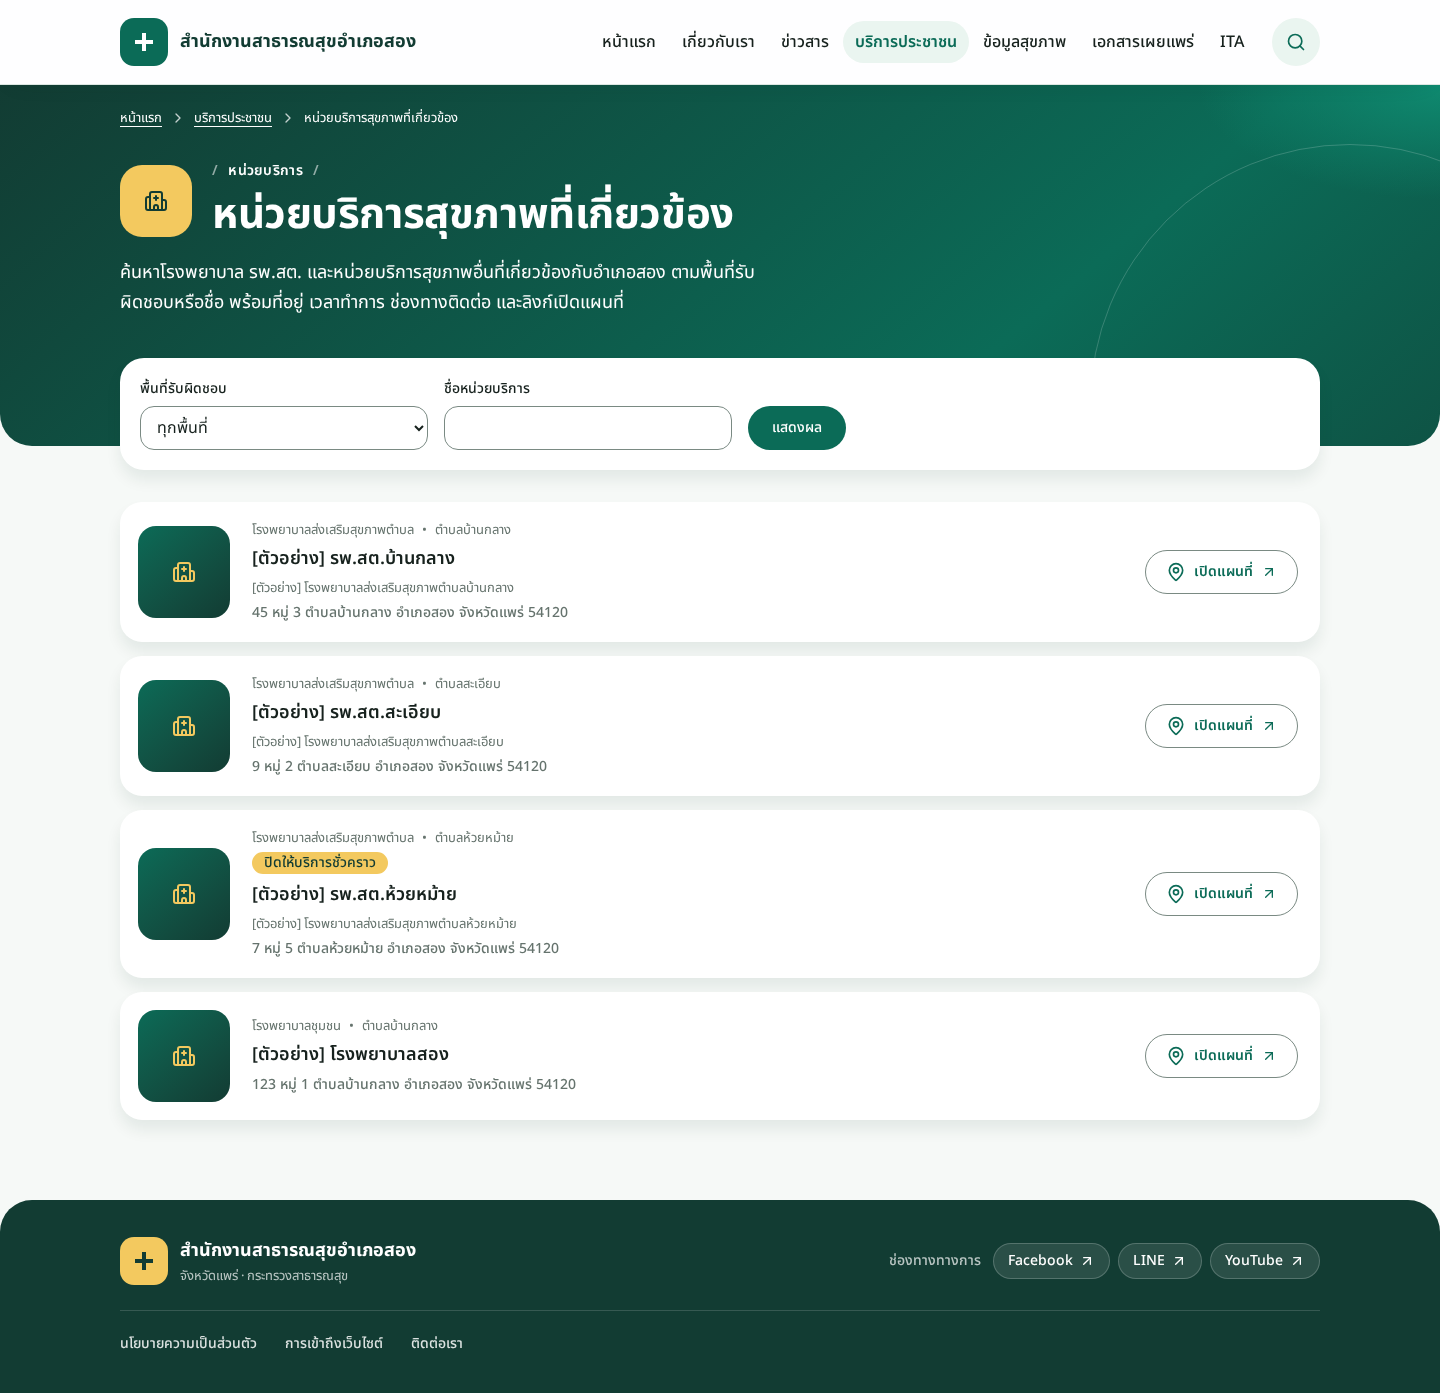 สำนักงานสาธารณสุขอำเภอสอง
หน้าแรก เกี่ยวกับเรา ข่าวสาร บริการประชาชน ข้อมูลสุขภาพ เอกสารเผยแพร่ ITA
หน้าแรก บริการประชาชน หน่วยบริการสุขภาพที่เกี่ยวข้อง
/ หน่วยบริการ /
หน่วยบริการสุขภาพที่เกี่ยวข้อง
ค้นหาโรงพยาบาล รพ.สต. และหน่วยบริการสุขภาพอื่นที่เกี่ยวข้องกับอำเภอสอง ตามพื้นที่รับ
ผิดชอบหรือชื่อ พร้อมที่อยู่ เวลาทำการ ช่องทางติดต่อ และลิงก์เปิดแผนที่
พื้นที่รับผิดชอบ ชื่อหน่วยบริการ
ทุกพื้นที่ แสดงผล
โรงพยาบาลส่งเสริมสุขภาพตำบล • ตำบลบ้านกลาง
[ตัวอย่าง] รพ.สต.บ้านกลาง
[ตัวอย่าง] โรงพยาบาลส่งเสริมสุขภาพตำบลบ้านกลาง
45 หมู่ 3 ตำบลบ้านกลาง อำเภอสอง จังหวัดแพร่ 54120
เปิดแผนที่
โรงพยาบาลส่งเสริมสุขภาพตำบล • ตำบลสะเอียบ
[ตัวอย่าง] รพ.สต.สะเอียบ
[ตัวอย่าง] โรงพยาบาลส่งเสริมสุขภาพตำบลสะเอียบ
9 หมู่ 2 ตำบลสะเอียบ อำเภอสอง จังหวัดแพร่ 54120
เปิดแผนที่
โรงพยาบาลส่งเสริมสุขภาพตำบล • ตำบลห้วยหม้าย
ปิดให้บริการชั่วคราว
[ตัวอย่าง] รพ.สต.ห้วยหม้าย
[ตัวอย่าง] โรงพยาบาลส่งเสริมสุขภาพตำบลห้วยหม้าย
7 หมู่ 5 ตำบลห้วยหม้าย อำเภอสอง จังหวัดแพร่ 54120
เปิดแผนที่
โรงพยาบาลชุมชน • ตำบลบ้านกลาง
[ตัวอย่าง] โรงพยาบาลสอง
123 หมู่ 1 ตำบลบ้านกลาง อำเภอสอง จังหวัดแพร่ 54120
เปิดแผนที่
สำนักงานสาธารณสุขอำเภอสอง
จังหวัดแพร่ · กระทรวงสาธารณสุข
ช่องทางทางการ Facebook LINE YouTube
นโยบายความเป็นส่วนตัว การเข้าถึงเว็บไซต์ ติดต่อเรา